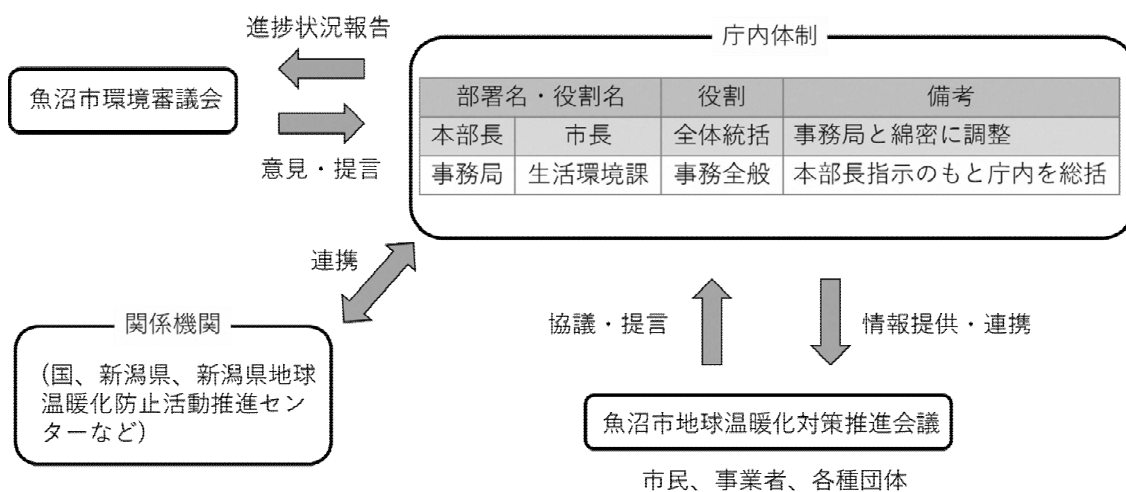 進捗状況報告
魚沼市環境審議会
意見・提言
庁内体制
部署名・役割名 役割 備考
本部長 市長 全体統括 事務局と綿密に調整
事務局 生活環境課 事務全般 本部長指示のもと庁内を総括
連携
関係機関
(国、新潟県、新潟県地球
温暖化防止活動推進セン
ターなど)
協議・提言
情報提供・連携
魚沼市地球温暖化対策推進会議
市民、事業者、各種団体